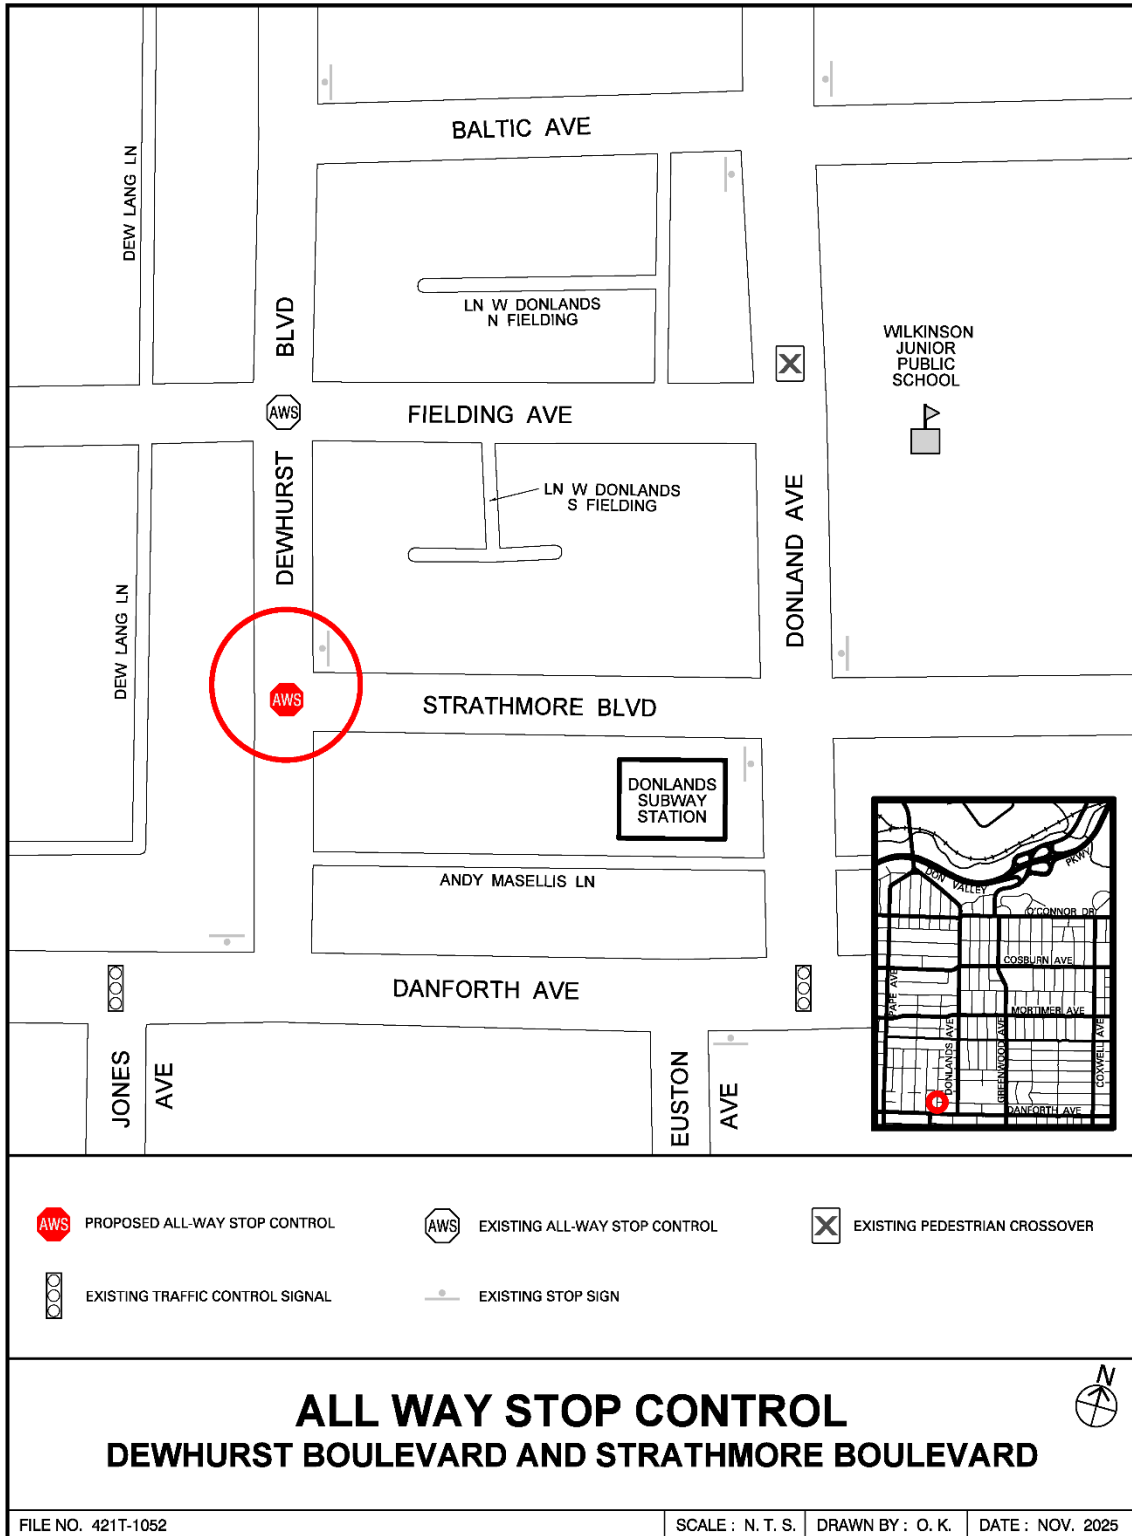 BALTIC AVE
DEW LANG LN
LN W DONLANDS
N FIELDING
BLVD
WILKINSON
JUNIOR
PUBLIC
SCHOOL
X
AWS
FIELDING AVE
DEWHURST
LN W DONLANDS
S FIELDING
DONLAND AVE
DEW LANG LN
AWS
STRATHMORE BLVD
DONLANDS
SUBWAY
STATION
ANDY MASELLIS LN
DANFORTH AVE
JONES
AVE
EUSTON
AVE
DON VALLEY
PKWY
O'CONNOR DR
COSBURN AVE
PAPE AVE
MORTIMER AVE
DONLANDS AVE
GREENWOOD AVE
COXWELL AVE
DANFORTH AVE
AWS PROPOSED ALL-WAY STOP CONTROL
AWS EXISTING ALL-WAY STOP CONTROL
X EXISTING PEDESTRIAN CROSSOVER
EXISTING TRAFFIC CONTROL SIGNAL
EXISTING STOP SIGN
N
ALL WAY STOP CONTROL
DEWHURST BOULEVARD AND STRATHMORE BOULEVARD
FILE NO. 421T-1052
SCALE : N. T. S.
DRAWN BY : O. K.
DATE : NOV. 2025